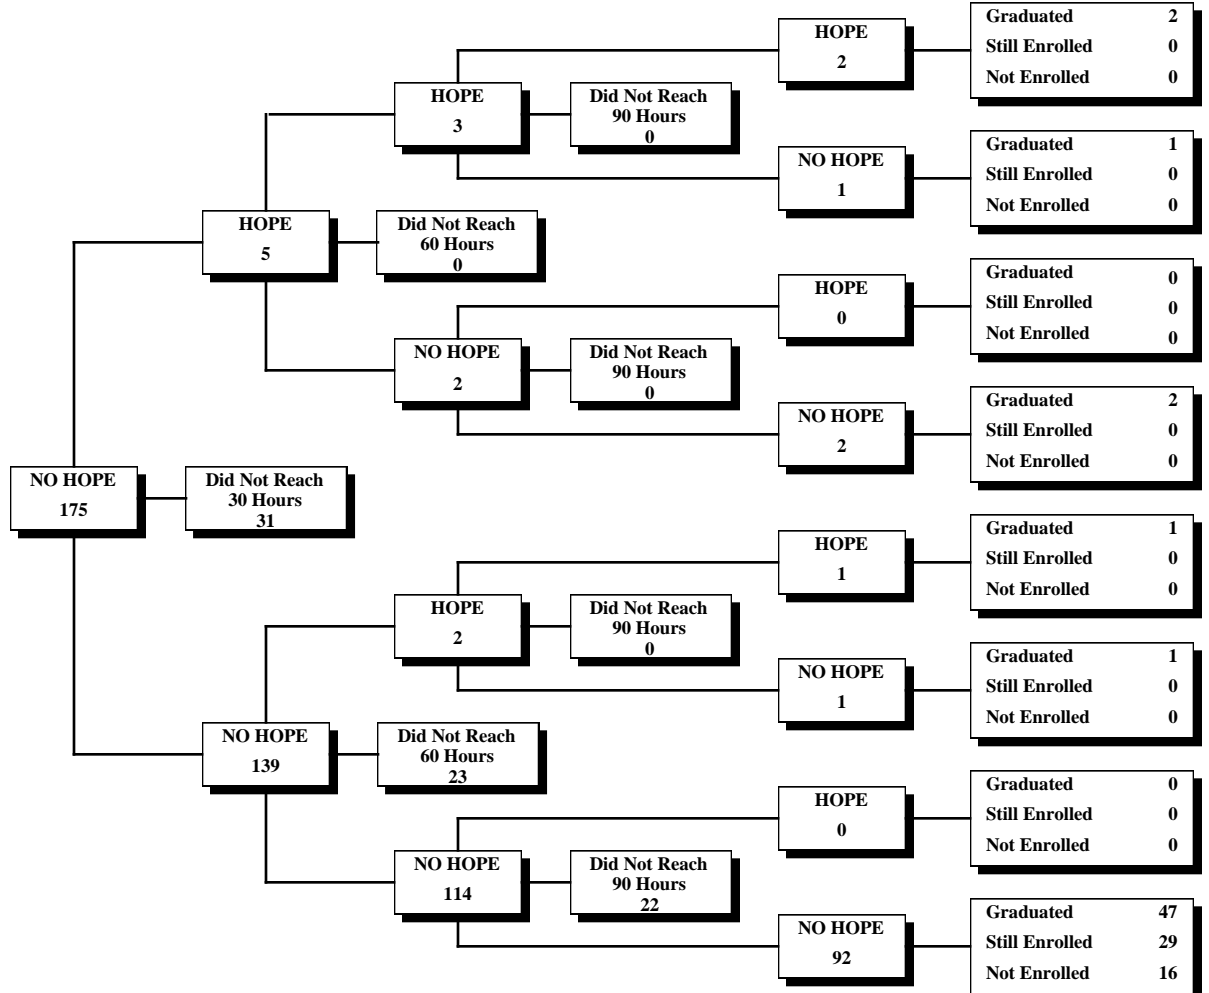 HOPE
2
Graduated 2
Still Enrolled 0
Not Enrolled 0
HOPE
3
Did Not Reach
90 Hours
0
NO HOPE
1
Graduated 1
Still Enrolled 0
Not Enrolled 0
HOPE
5
Did Not Reach
60 Hours
0
HOPE
0
Graduated 0
Still Enrolled 0
Not Enrolled 0
NO HOPE
2
Did Not Reach
90 Hours
0
NO HOPE
2
Graduated 2
Still Enrolled 0
Not Enrolled 0
NO HOPE
175
Did Not Reach
30 Hours
31
HOPE
1
Graduated 1
Still Enrolled 0
Not Enrolled 0
HOPE
2
Did Not Reach
90 Hours
0
NO HOPE
1
Graduated 1
Still Enrolled 0
Not Enrolled 0
NO HOPE
139
Did Not Reach
60 Hours
23
HOPE
0
Graduated 0
Still Enrolled 0
Not Enrolled 0
NO HOPE
114
Did Not Reach
90 Hours
22
NO HOPE
92
Graduated 47
Still Enrolled 29
Not Enrolled 16